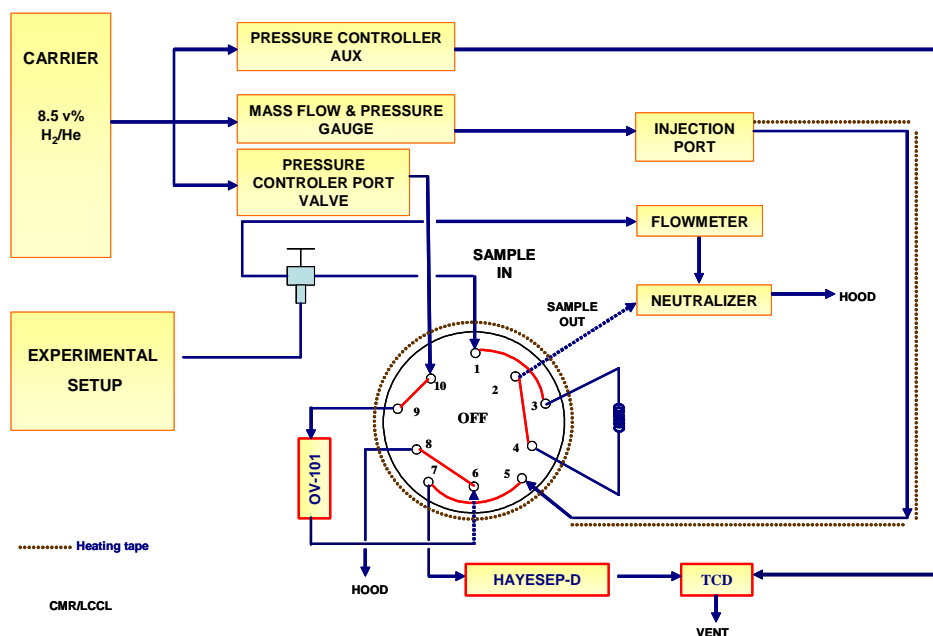 CARRIER
8.5 v%
H2/He
PRESSURE CONTROLLER
AUX
MASS FLOW & PRESSURE
GAUGE
INJECTION
PORT
PRESSURE
CONTROLER PORT
VALVE
FLOWMETER
SAMPLE
IN
NEUTRALIZER
HOOD
SAMPLE
OUT
EXPERIMENTAL
SETUP
1
2
3
4
5
6
7
8
9
10
OFF
OV-101
HOOD
HAYESEP-D
TCD
VENT
Heating tape
CMR/LCCL